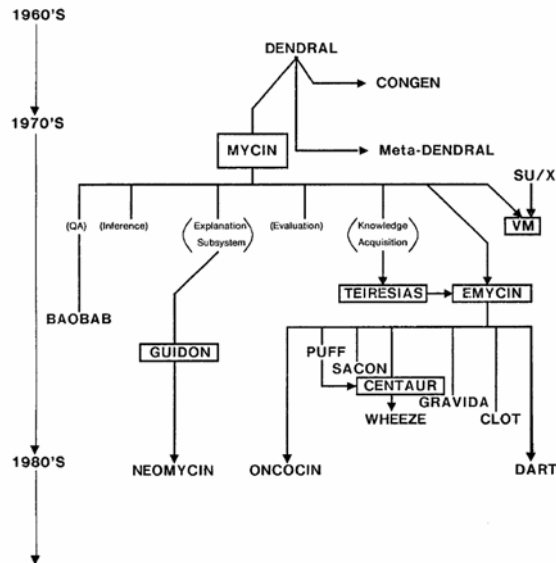 1960'S
DENDRAL
CONGEN
1970'S
MYCIN
Meta-DENDRAL
SU/X
(QA)
(Inference)
(Explanation
Subsystem)
(Evaluation)
(Knowledge
Acquisition)
VM
TEIRESIAS
EMYCIN
BAOBAB
GUIDON
PUFF
SACON
CENTAUR
GRAVIDA
WHEEZE
CLOT
1980'S
NEOMYCIN
ONCOCIN
DART